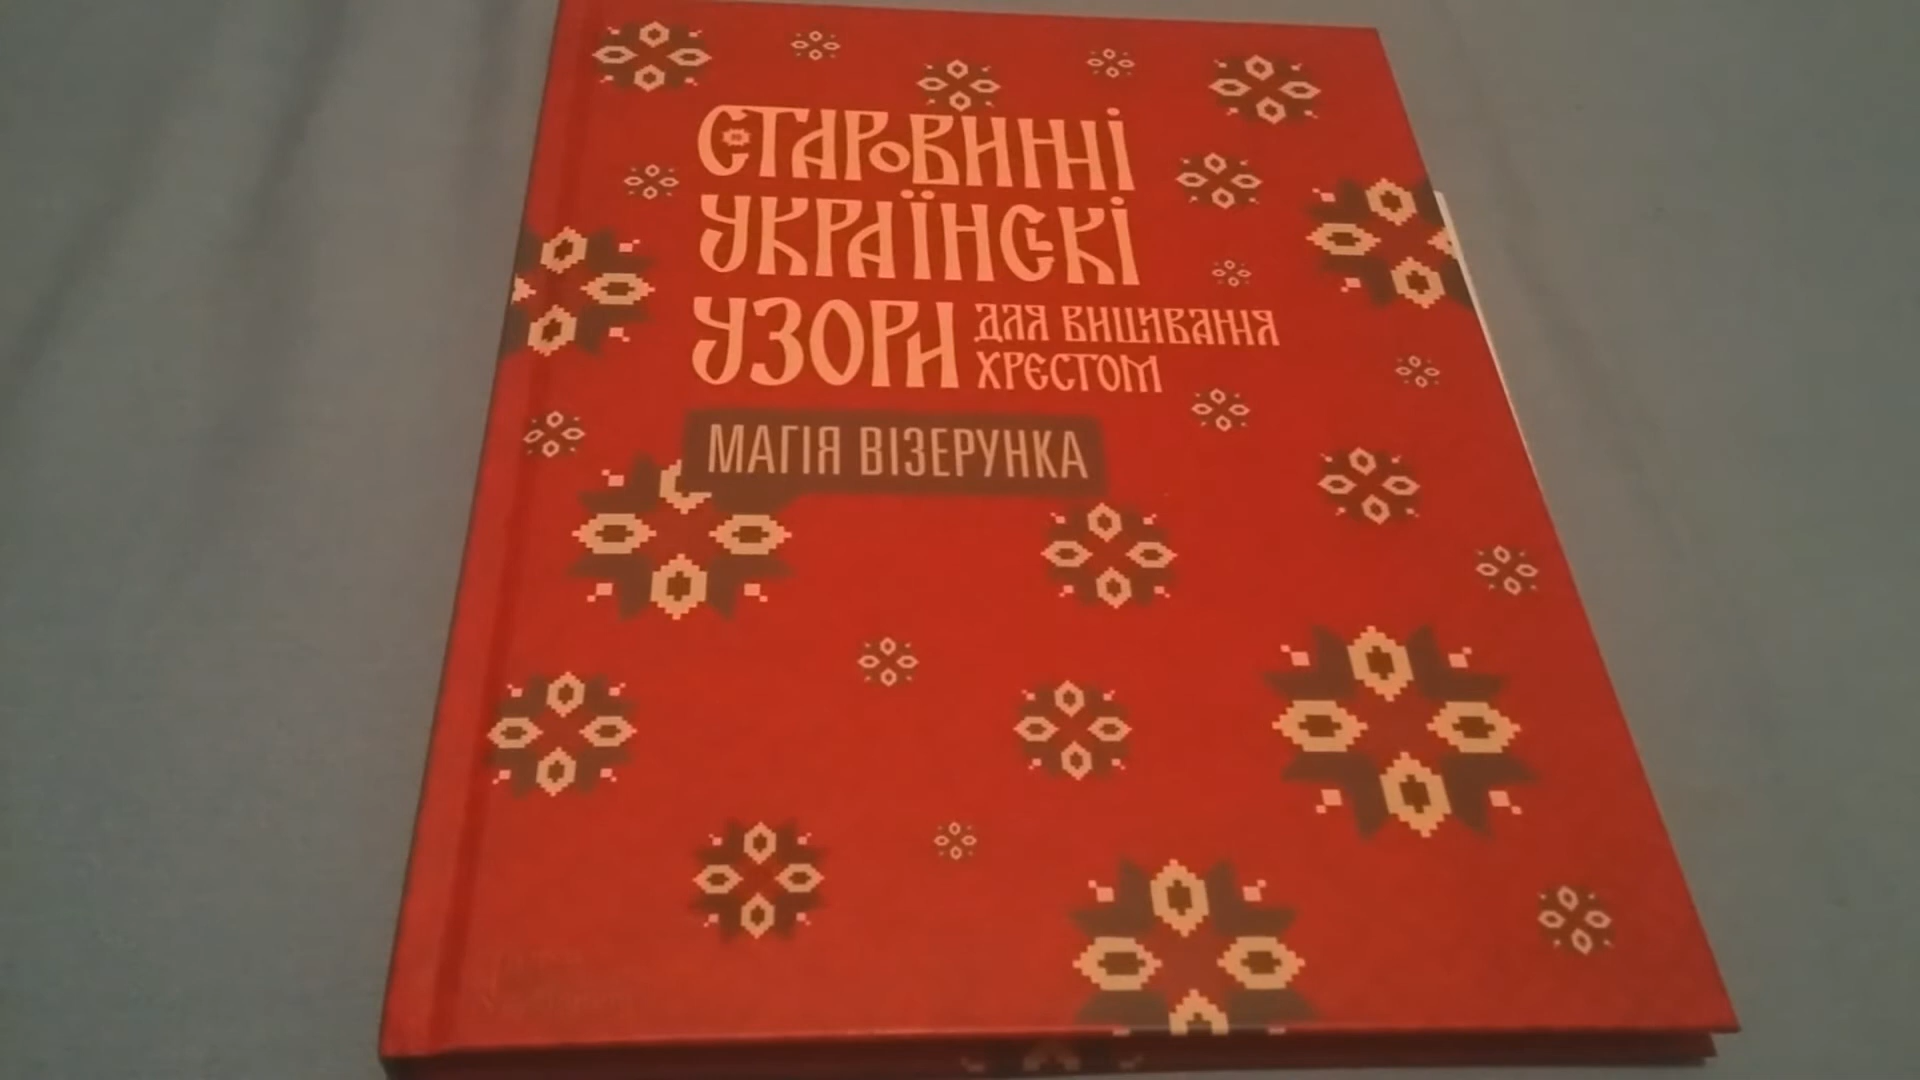 СТАРОВИННІ
УКРАЇНСЬКІ
УЗОРИ ДЛЯ ВИШИВАННЯ
ХРЕСТОМ
МАГІЯ ВІЗЕРУНКА